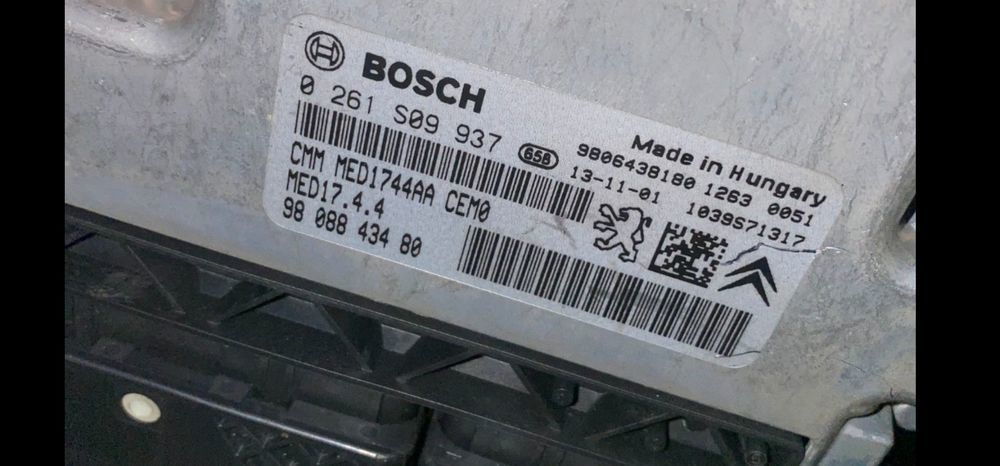 BOSCH
0 261 S09 937
658
Made in Hungary
9806438180 1263 0051
13-11-01 1039S71317
CMM MED1744AA CEM0
MED17.4.4
98 088 434 80